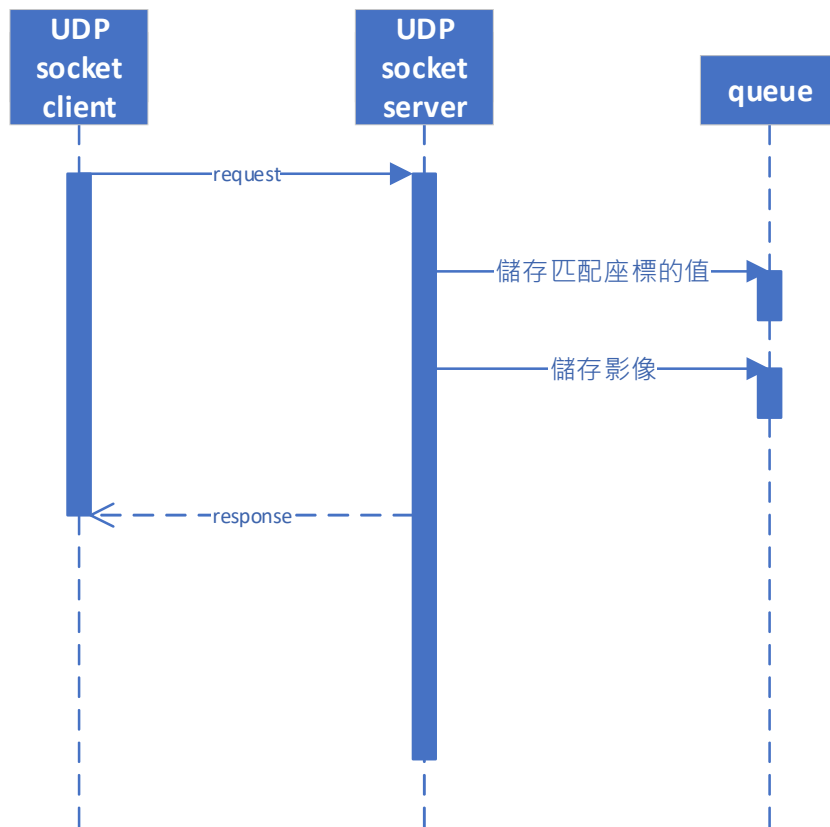 UDP
socket
client
UDP
socket
server
queue
request
儲存匹配座標的值
儲存影像
response